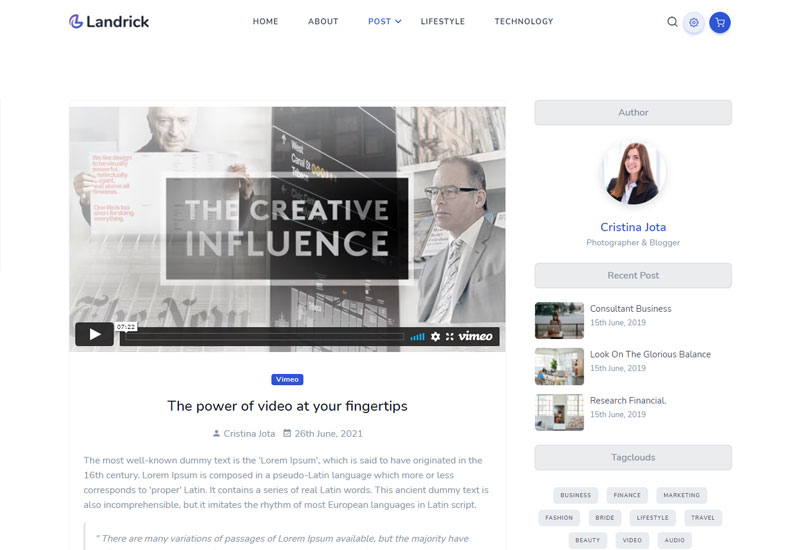 Landrick
HOME ABOUT POST LIFESTYLE TECHNOLOGY
We like design
to be visually
powerful,
intellectually
elegant,
and above all
timeless.
One life is too
short for doing
everything.
West
Canal St
Tribeca
THE CREATIVE
INFLUENCE
The New
07:22
vimeo
Vimeo
The power of video at your fingertips
Cristina Jota 26th June, 2021
The most well-known dummy text is the 'Lorem Ipsum', which is said to have originated in the
16th century. Lorem Ipsum is composed in a pseudo-Latin language which more or less
corresponds to 'proper' Latin. It contains a series of real Latin words. This ancient dummy text is
also incomprehensible, but it imitates the rhythm of most European languages in Latin script.
" There are many variations of passages of Lorem Ipsum available, but the majority have
Author
Cristina Jota
Photographer & Blogger
Recent Post
Consultant Business
15th June, 2019
Look On The Glorious Balance
15th June, 2019
Research Financial.
15th June, 2019
Tagclouds
BUSINESS FINANCE MARKETING
FASHION BRIDE LIFESTYLE TRAVEL
BEAUTY VIDEO AUDIO